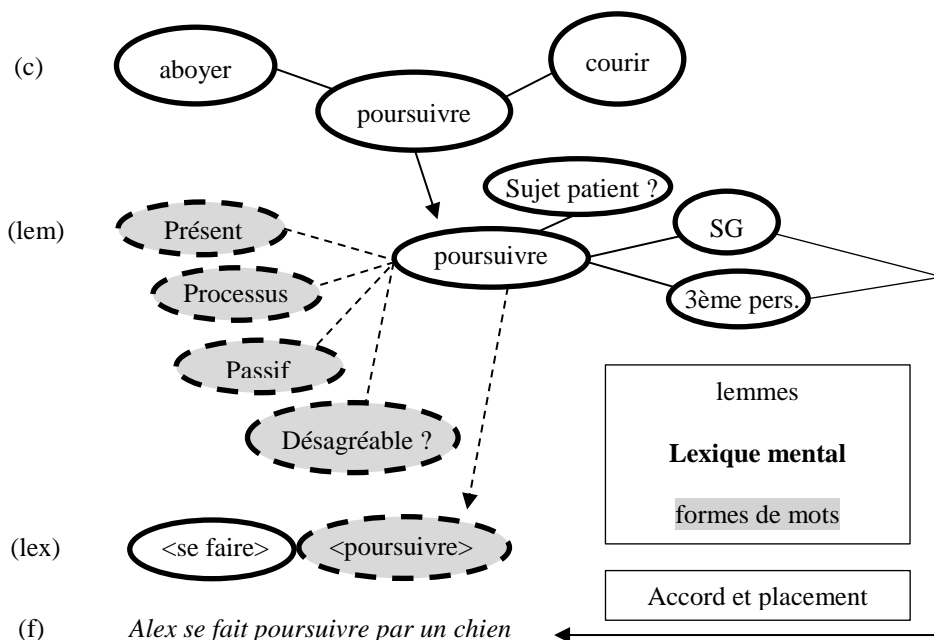 (c)
aboyer
courir
poursuivre
Sujet patient ?
(lem)
Présent
SG
poursuivre
Processus
3ème pers.
Passif
lemmes
Désagréable ?
Lexique mental
formes de mots
(lex) <se faire> <poursuivre>
Accord et placement
(f) Alex se fait poursuivre par un chien